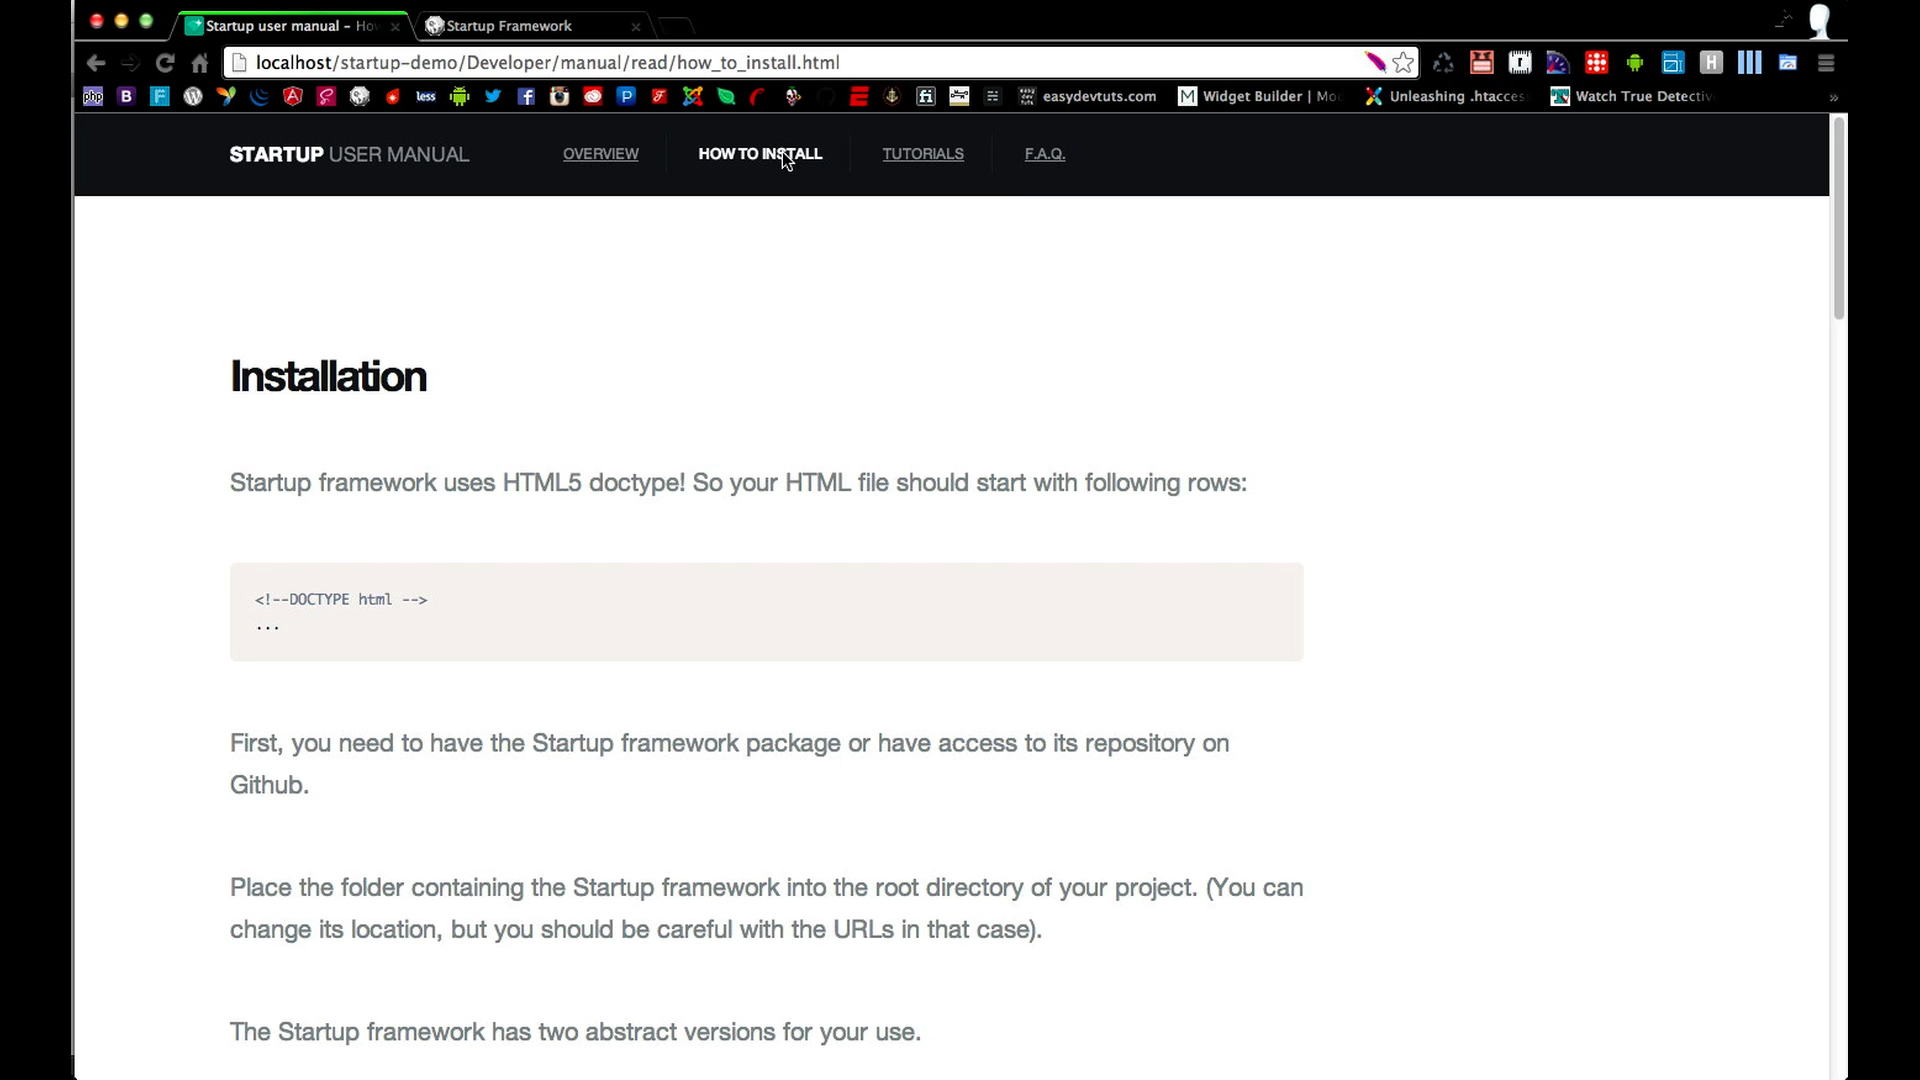 Startup user manual – Ho
Startup Framework
localhost/startup-demo/Developer/manual/read/how_to_install.html
php B F less f P fi easydevtuts.com M Widget Builder | Mo Unleashing .htacces Watch True Detectiv »
STARTUP USER MANUAL OVERVIEW HOW TO INSTALL TUTORIALS F.A.Q.
Installation
Startup framework uses HTML5 doctype! So your HTML file should start with following rows:
<!--DOCTYPE html -->
...
First, you need to have the Startup framework package or have access to its repository on
Github.
Place the folder containing the Startup framework into the root directory of your project. (You can
change its location, but you should be careful with the URLs in that case).
The Startup framework has two abstract versions for your use.